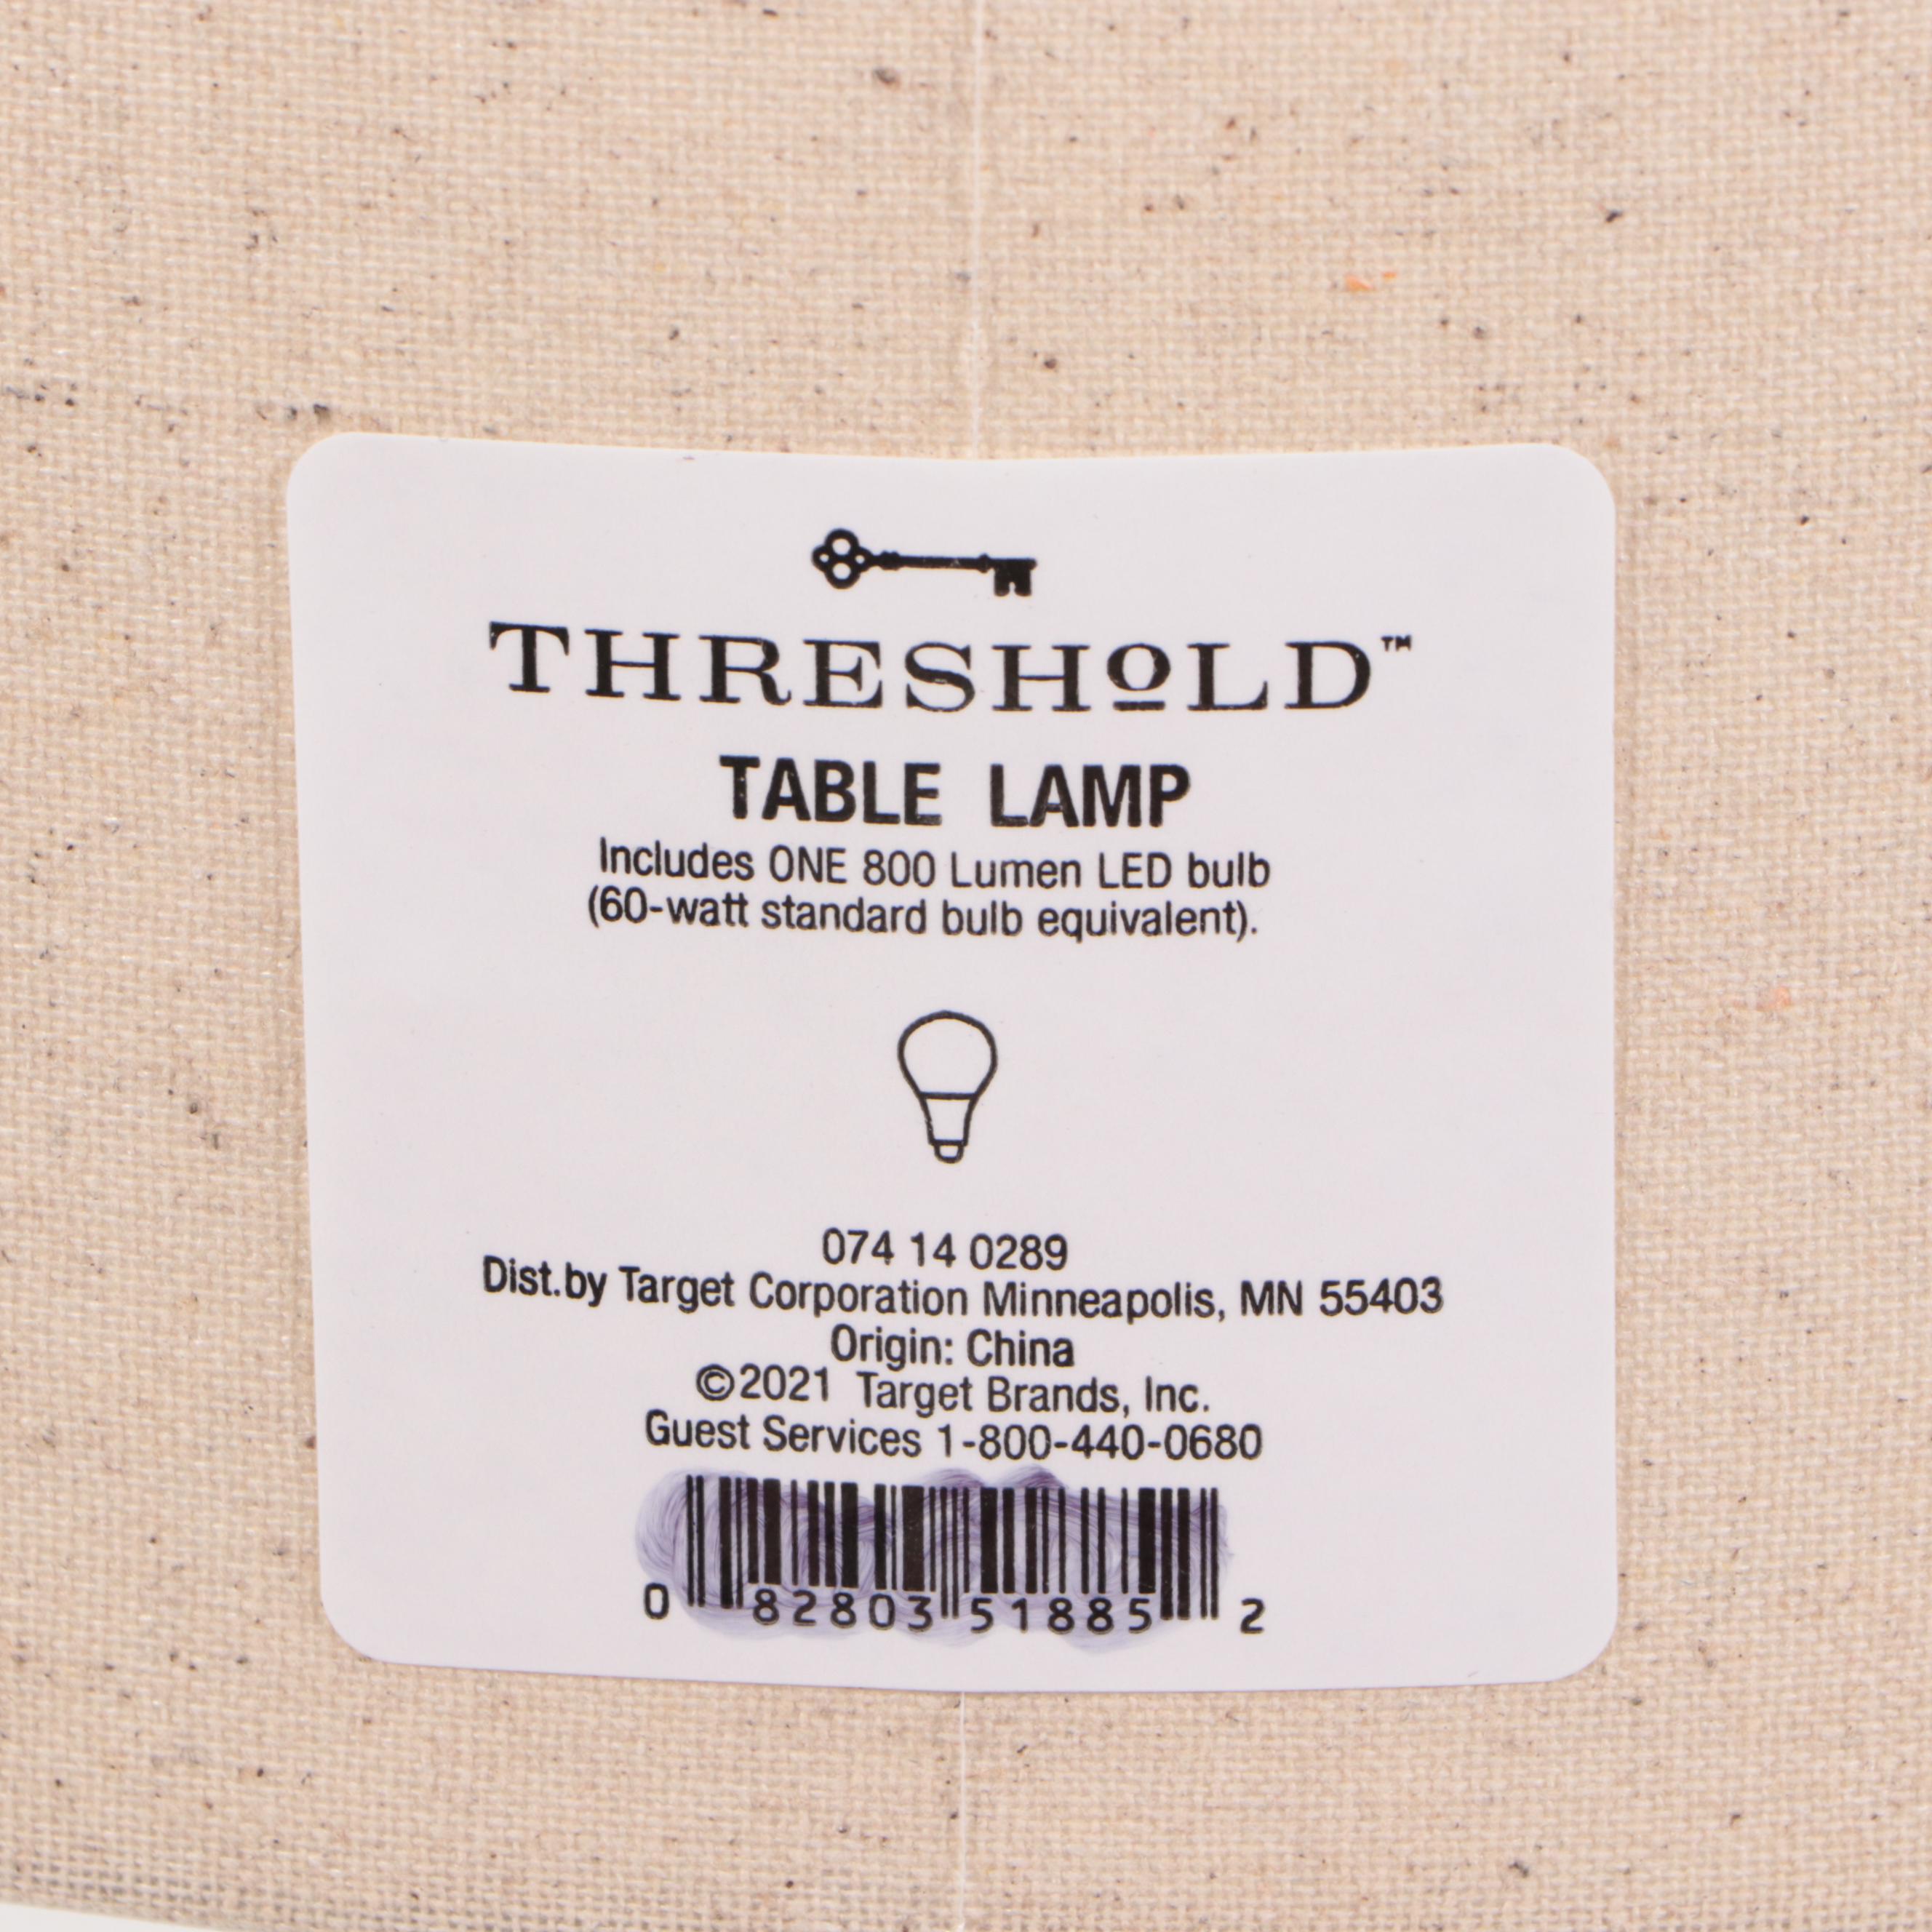 THRESHOLD™
TABLE LAMP
Includes ONE 800 Lumen LED bulb
(60-watt standard bulb equivalent).
074 14 0289
Dist.by Target Corporation Minneapolis, MN 55403
Origin: China
©2021 Target Brands, Inc.
Guest Services 1-800-440-0680
0 82803 51885 2